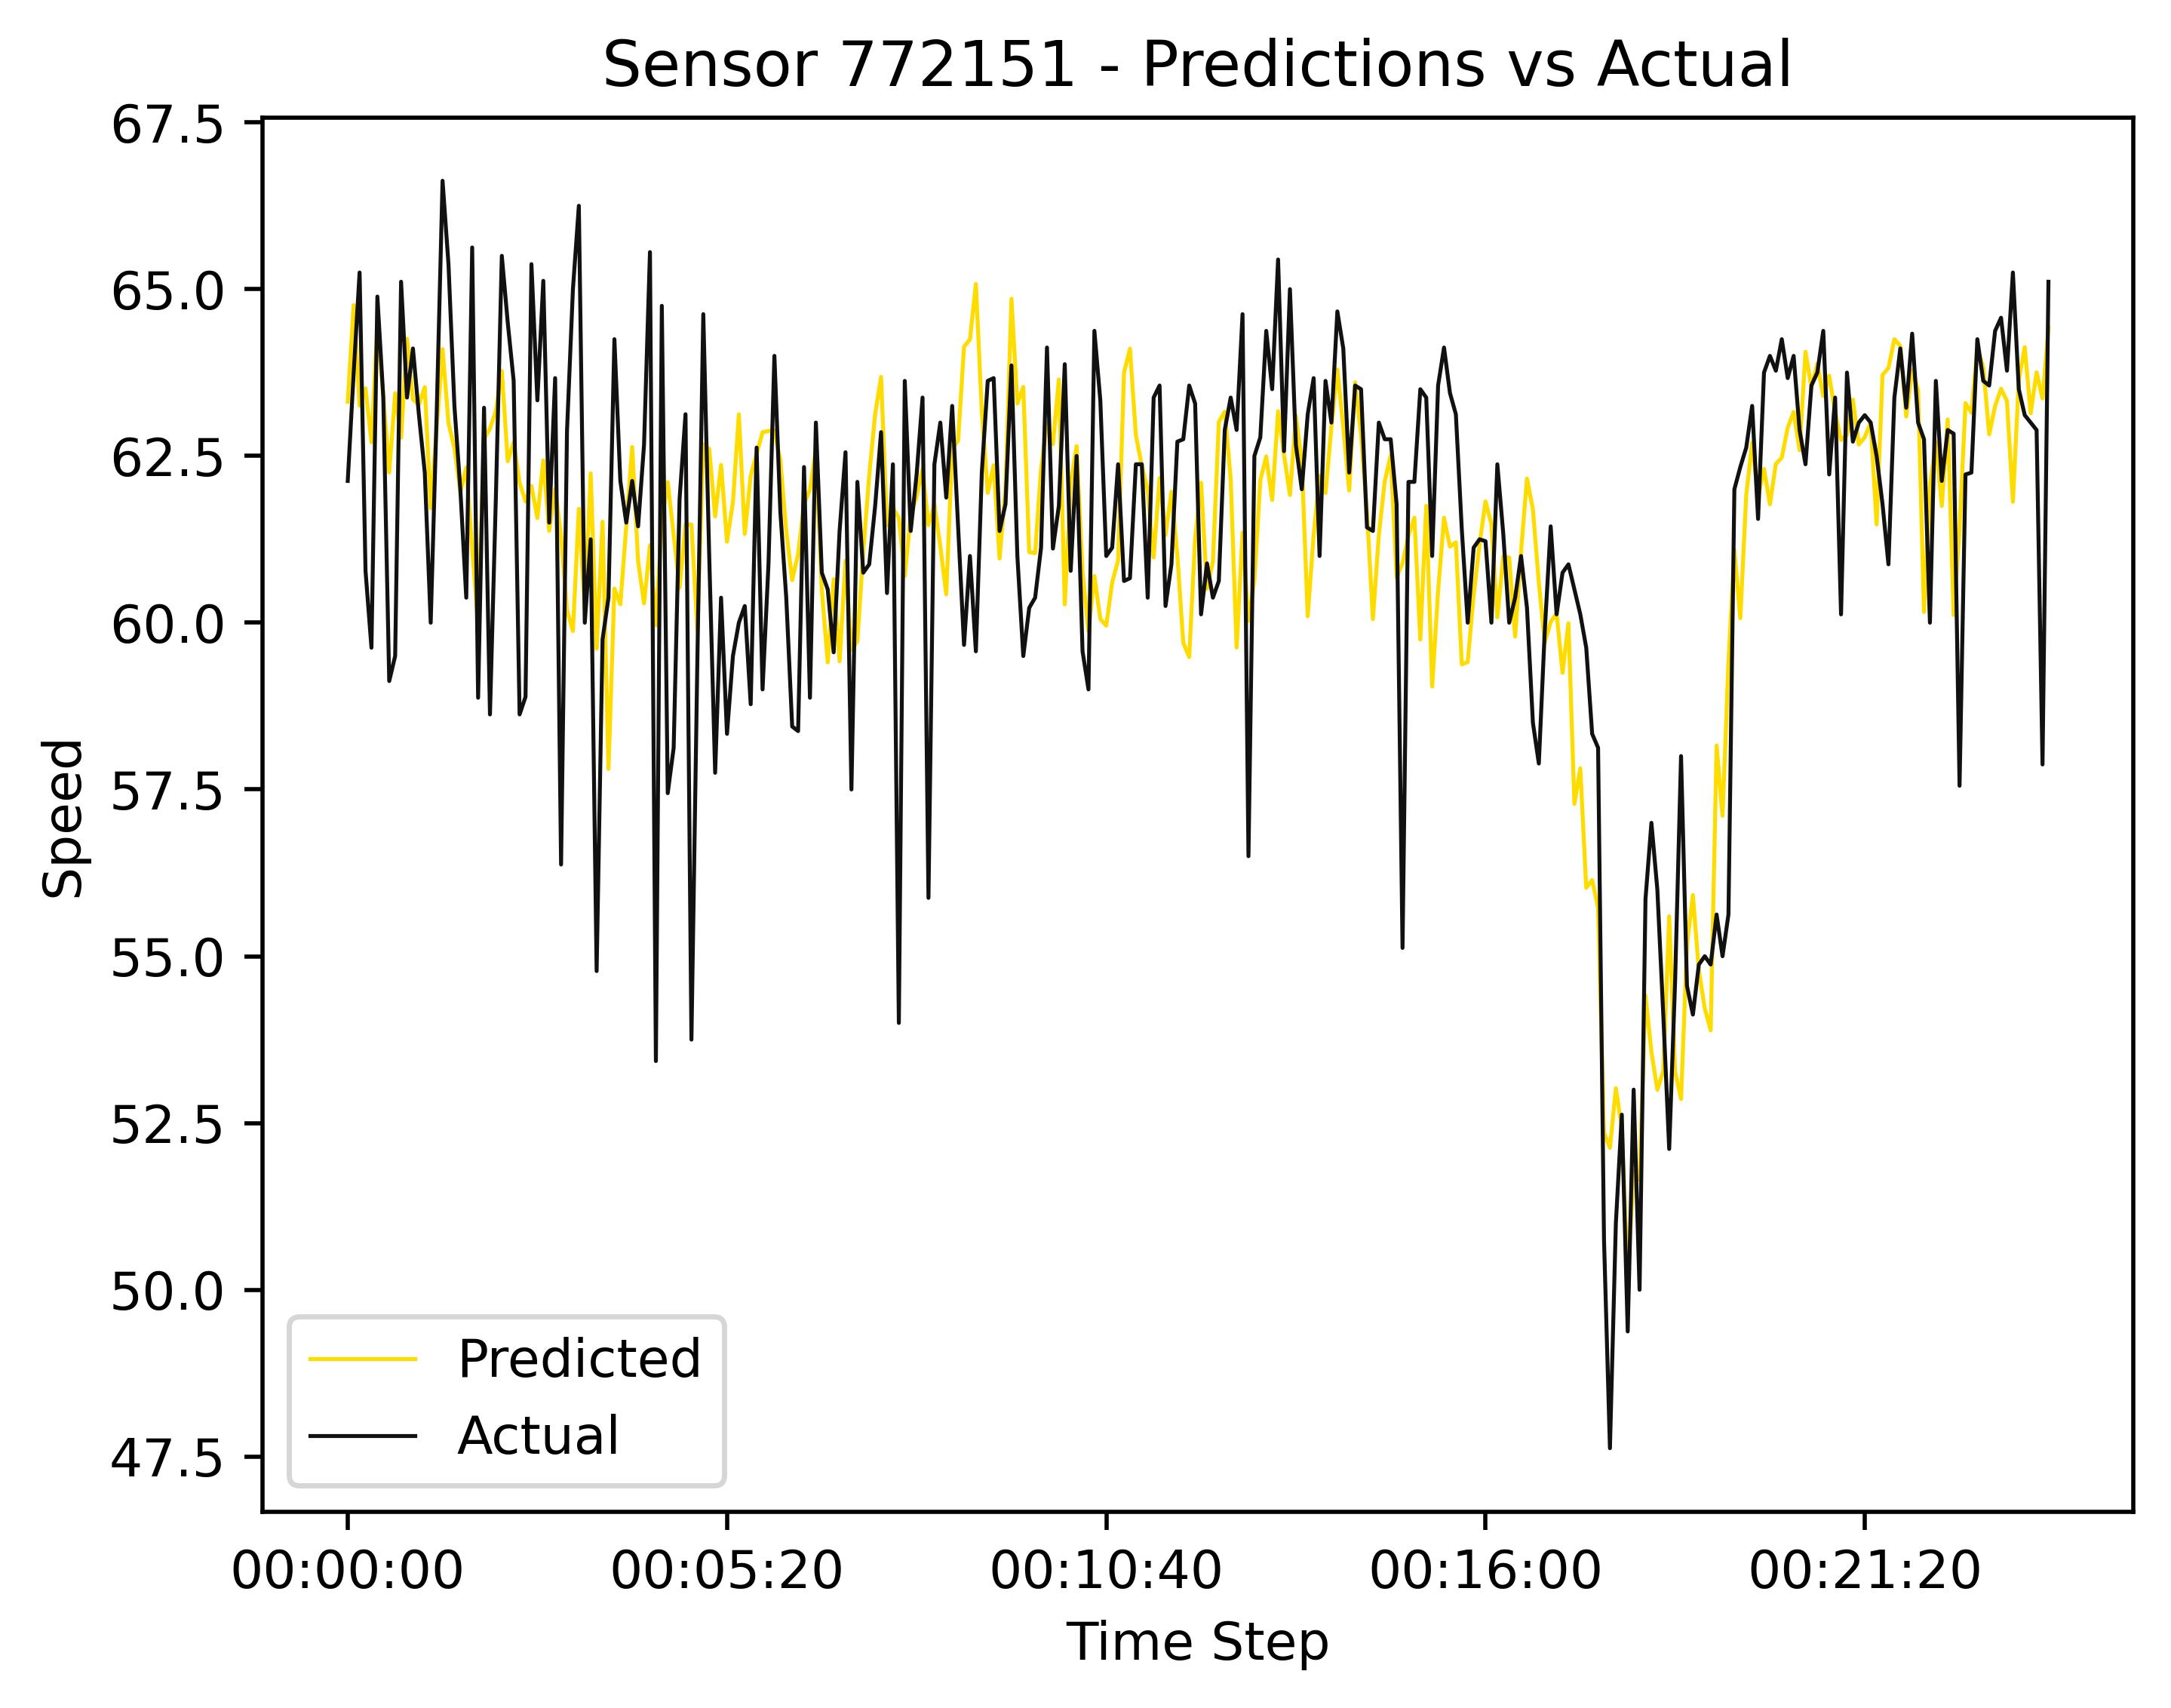 Sensor 772151 - Predictions vs Actual
67.5
65.0
62.5
60.0
57.5
55.0
52.5
50.0
47.5
Speed
Predicted
Actual
00:00:00 00:05:20 00:10:40 00:16:00 00:21:20
Time Step